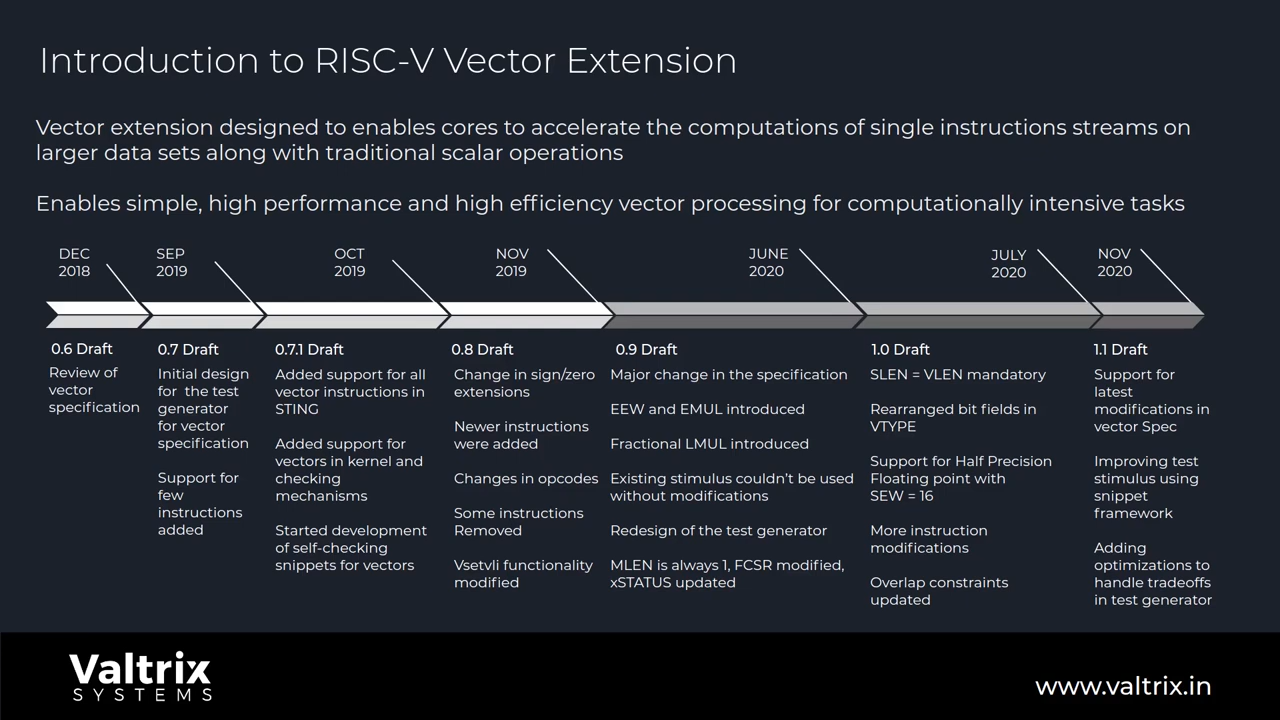 Introduction to RISC-V Vector Extension
Vector extension designed to enables cores to accelerate the computations of single instructions streams on
larger data sets along with traditional scalar operations
Enables simple, high performance and high efficiency vector processing for computationally intensive tasks
DEC
2018
SEP
2019
OCT
2019
NOV
2019
JUNE
2020
JULY
2020
NOV
2020
0.6 Draft
Review of
vector
specification
0.7 Draft
Initial design
for the test
generator
for vector
specification
Support for
few
instructions
added
0.7.1 Draft
Added support for all
vector instructions in
STING
Added support for
vectors in kernel and
checking
mechanisms
Started development
of self-checking
snippets for vectors
0.8 Draft
Change in sign/zero
extensions
Newer instructions
were added
Changes in opcodes
Some instructions
Removed
Vsetvli functionality
modified
0.9 Draft
Major change in the specification
EEW and EMUL introduced
Fractional LMUL introduced
Existing stimulus couldn't be used
without modifications
Redesign of the test generator
MLEN is always 1, FCSR modified,
xSTATUS updated
1.0 Draft
SLEN = VLEN mandatory
Rearranged bit fields in
VTYPE
Support for Half Precision
Floating point with
SEW = 16
More instruction
modifications
Overlap constraints
updated
1.1 Draft
Support for
latest
modifications in
vector Spec
Improving test
stimulus using
snippet
framework
Adding
optimizations to
handle tradeoffs
in test generator
Valtrix
SYSTEMS
www.valtrix.in